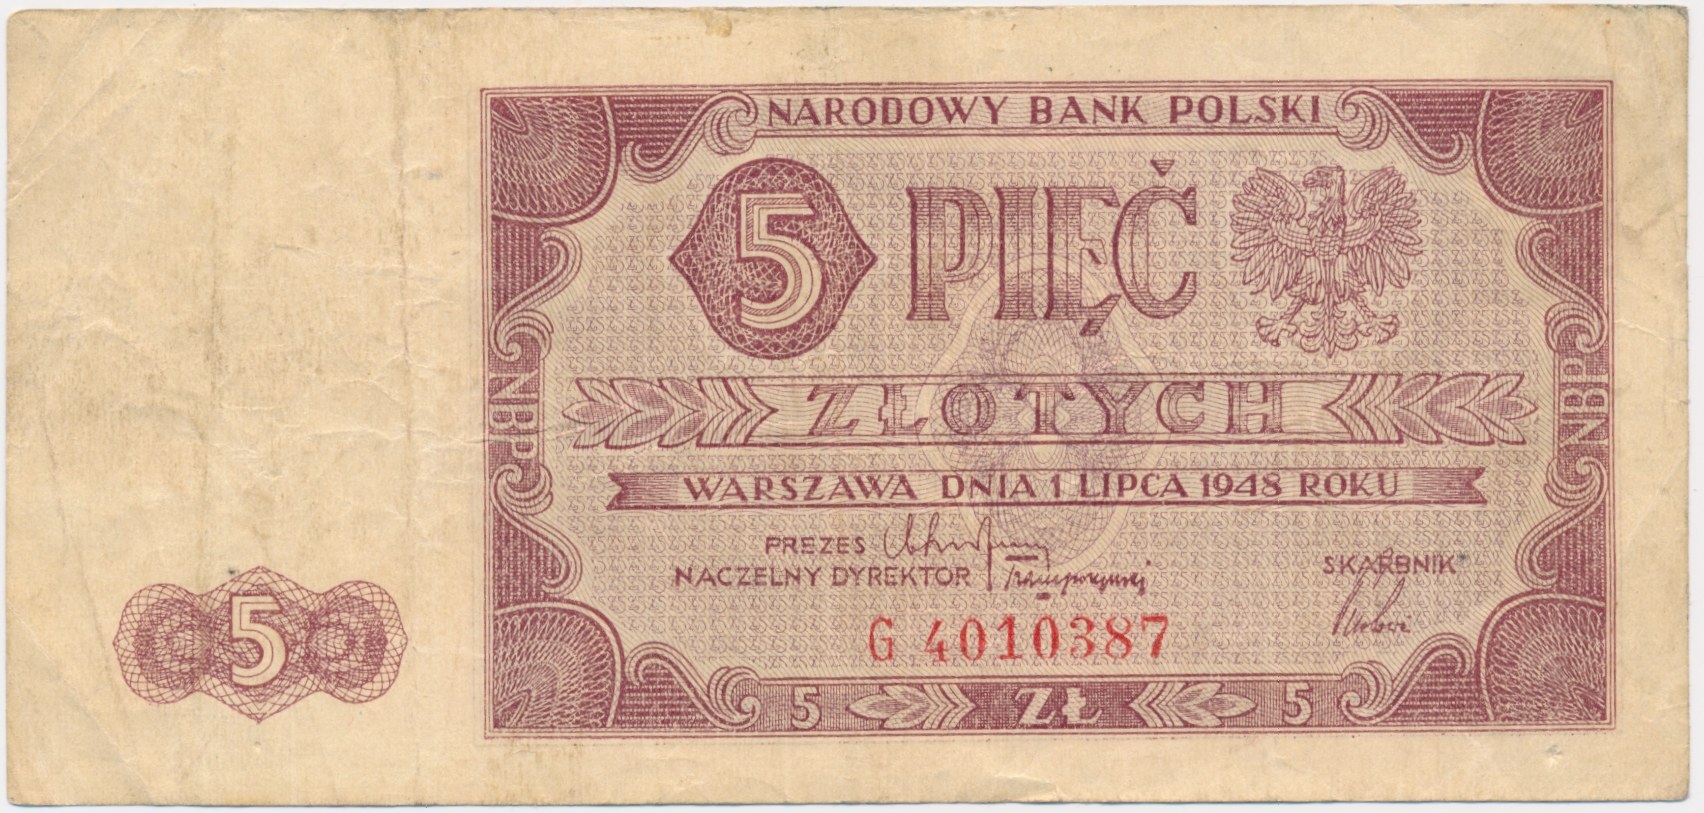 NARODOWY BANK POLSKI
5 PIĘĆ
ZŁOTYCH
WARSZAWA DNIA 1 LIPCA 1948 ROKU
PREZES
NACZELNY DYREKTOR
SKARBNIK
G 4010387
5 ZŁ 5
NBP
NBP
5